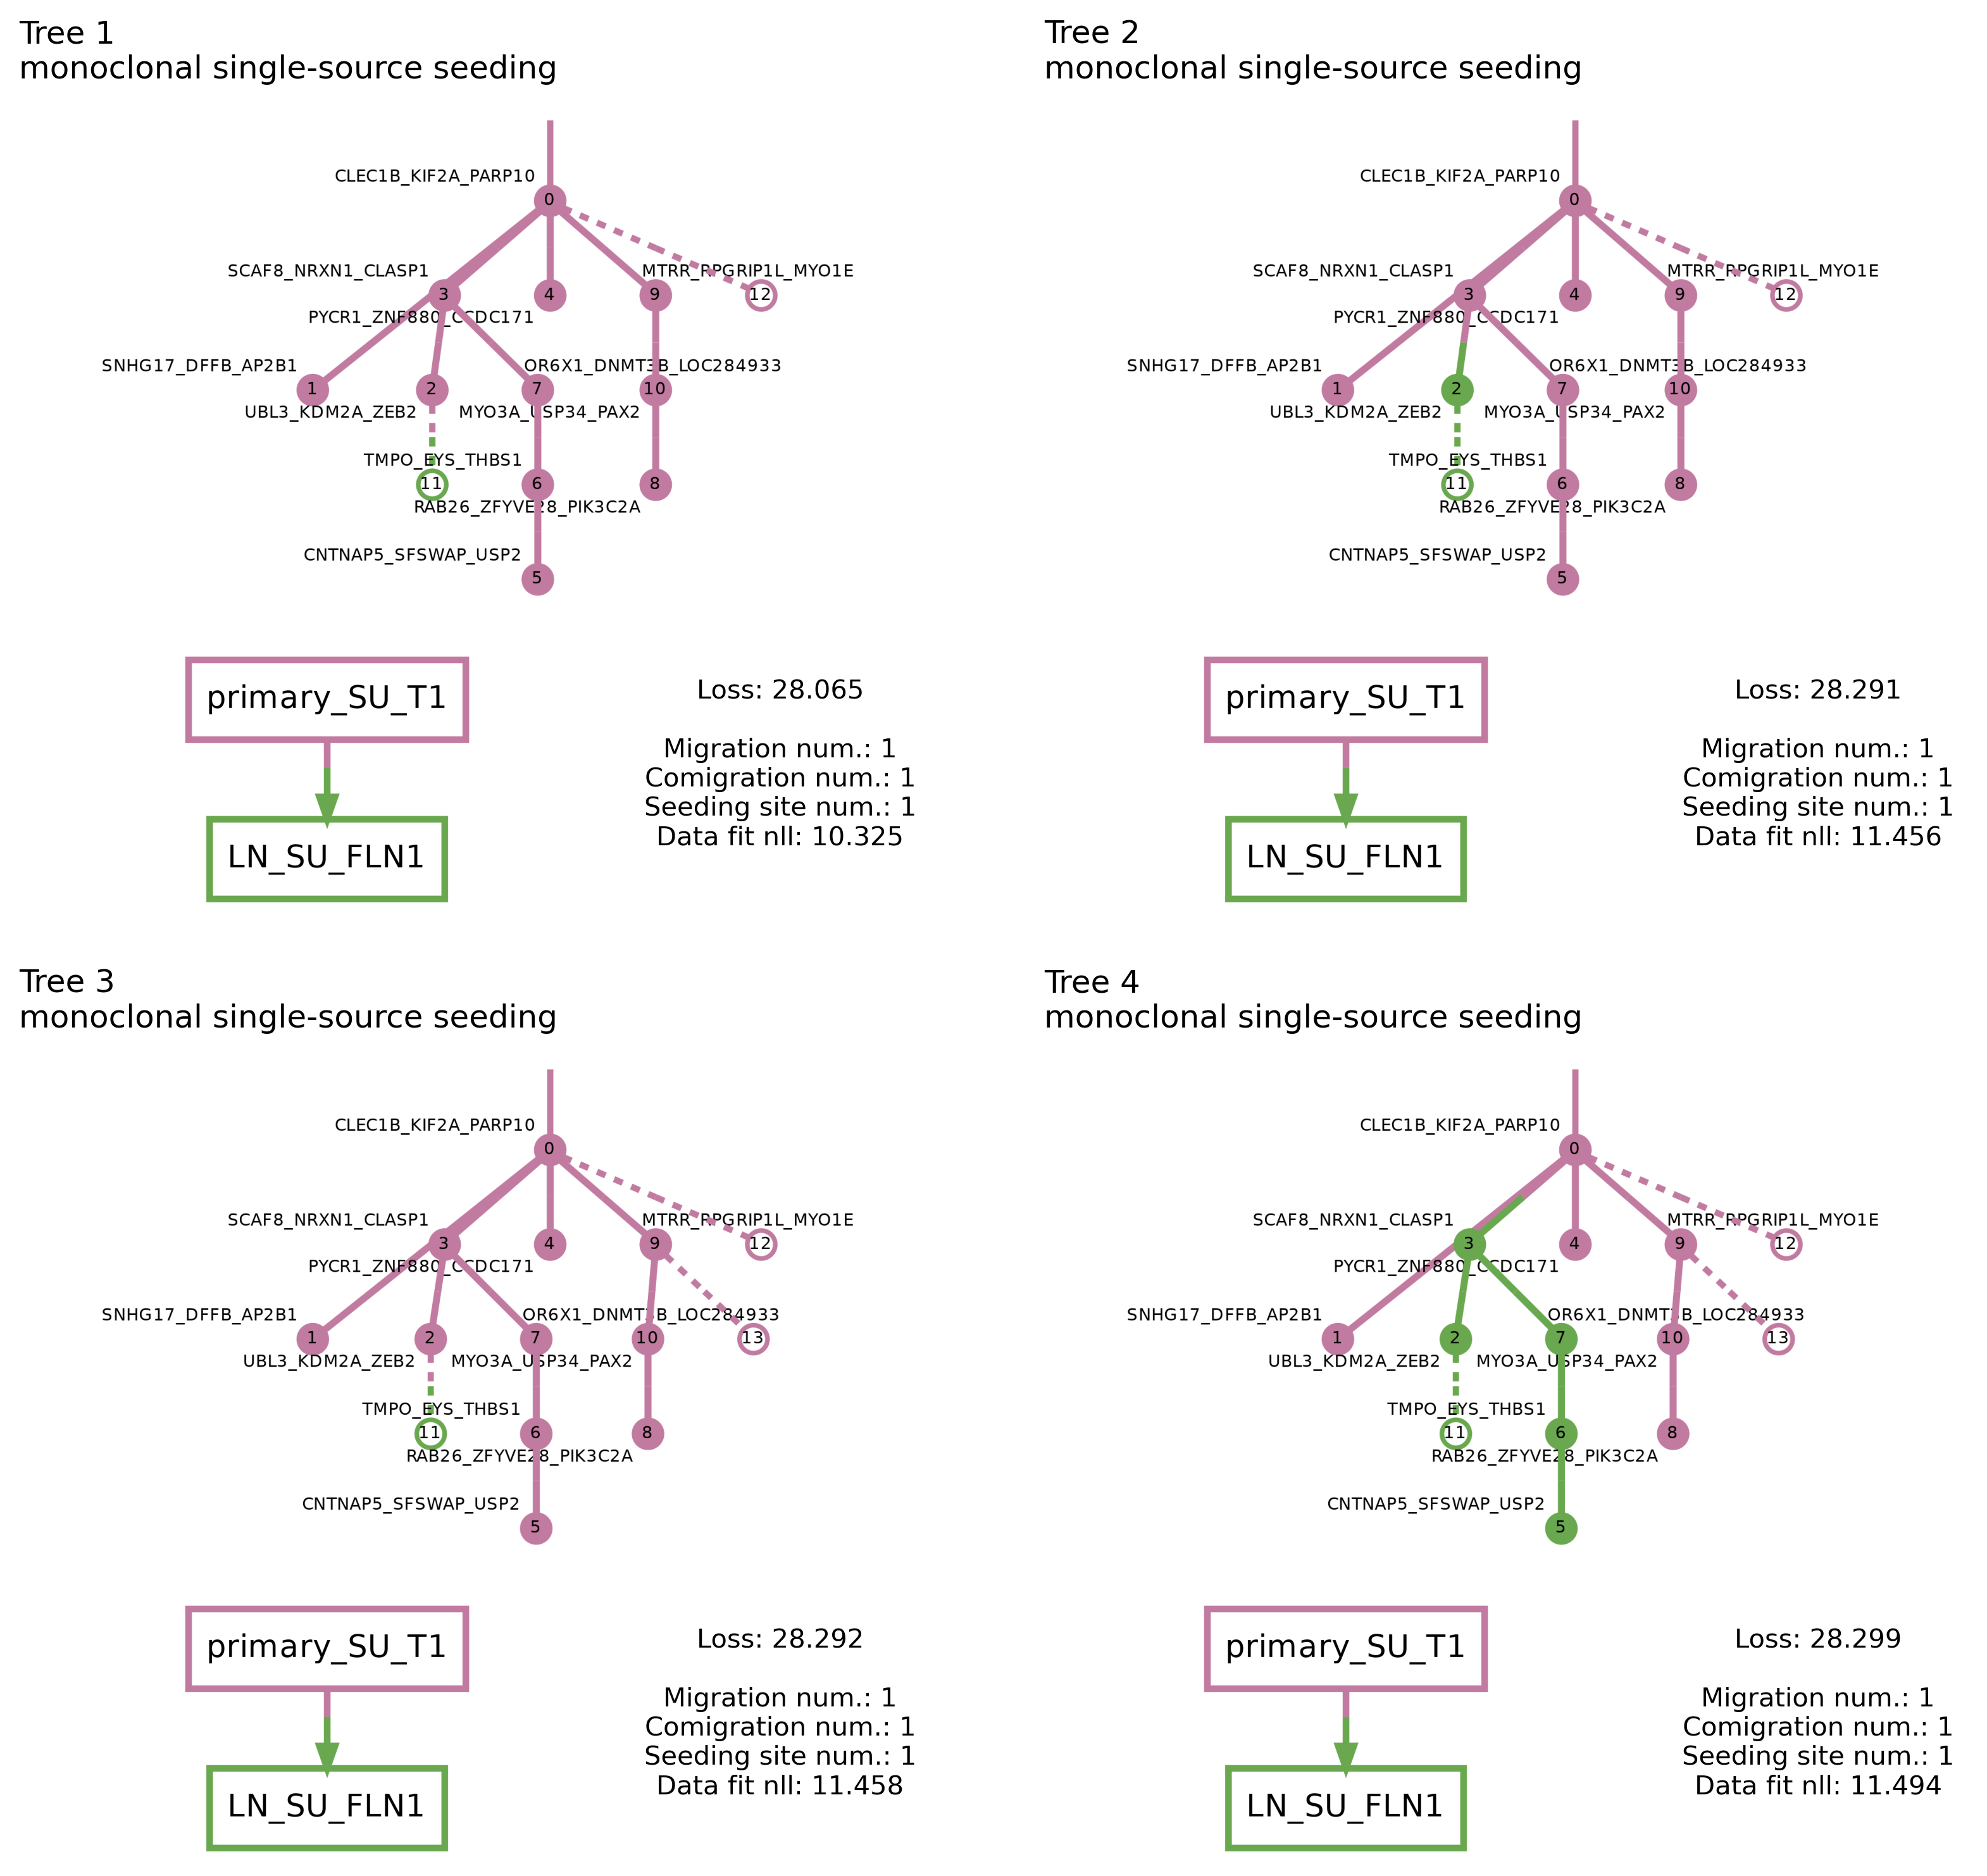 Tree 1
monoclonal single-source seeding
CLEC1B_KIF2A_PARP10
0
SCAF8_NRXN1_CLASP1
MTRR_RPGRIP1L_MYO1E
3
4
9
12
PYCR1_ZNF880_CCDC171
SNHG17_DFFB_AP2B1
OR6X1_DNMT3B_LOC284933
1
2
7
10
UBL3_KDM2A_ZEB2
MYO3A_USP34_PAX2
TMPO_EYS_THBS1
11
6
8
RAB26_ZFYVE28_PIK3C2A
CNTNAP5_SFSWAP_USP2
5
primary_SU_T1
LN_SU_FLN1
Loss: 28.065
Migration num.: 1
Comigration num.: 1
Seeding site num.: 1
Data fit nll: 10.325
Tree 2
monoclonal single-source seeding
CLEC1B_KIF2A_PARP10
0
SCAF8_NRXN1_CLASP1
MTRR_RPGRIP1L_MYO1E
3
4
9
12
PYCR1_ZNF880_CCDC171
SNHG17_DFFB_AP2B1
OR6X1_DNMT3B_LOC284933
1
2
7
10
UBL3_KDM2A_ZEB2
MYO3A_USP34_PAX2
TMPO_EYS_THBS1
11
6
8
RAB26_ZFYVE28_PIK3C2A
CNTNAP5_SFSWAP_USP2
5
primary_SU_T1
LN_SU_FLN1
Loss: 28.291
Migration num.: 1
Comigration num.: 1
Seeding site num.: 1
Data fit nll: 11.456
Tree 3
monoclonal single-source seeding
CLEC1B_KIF2A_PARP10
0
SCAF8_NRXN1_CLASP1
MTRR_RPGRIP1L_MYO1E
3
4
9
12
PYCR1_ZNF880_CCDC171
SNHG17_DFFB_AP2B1
OR6X1_DNMT3B_LOC284933
1
2
7
10
13
UBL3_KDM2A_ZEB2
MYO3A_USP34_PAX2
TMPO_EYS_THBS1
11
6
8
RAB26_ZFYVE28_PIK3C2A
CNTNAP5_SFSWAP_USP2
5
primary_SU_T1
LN_SU_FLN1
Loss: 28.292
Migration num.: 1
Comigration num.: 1
Seeding site num.: 1
Data fit nll: 11.458
Tree 4
monoclonal single-source seeding
CLEC1B_KIF2A_PARP10
0
SCAF8_NRXN1_CLASP1
MTRR_RPGRIP1L_MYO1E
3
4
9
12
PYCR1_ZNF880_CCDC171
SNHG17_DFFB_AP2B1
OR6X1_DNMT3B_LOC284933
1
2
7
10
13
UBL3_KDM2A_ZEB2
MYO3A_USP34_PAX2
TMPO_EYS_THBS1
11
6
8
RAB26_ZFYVE28_PIK3C2A
CNTNAP5_SFSWAP_USP2
5
primary_SU_T1
LN_SU_FLN1
Loss: 28.299
Migration num.: 1
Comigration num.: 1
Seeding site num.: 1
Data fit nll: 11.494